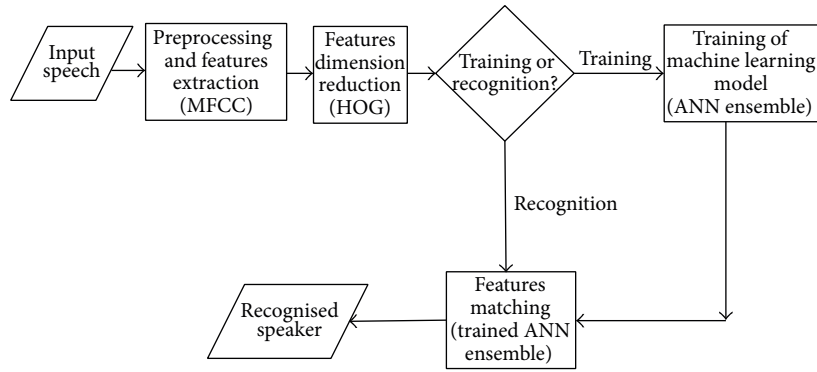 Input
speech
Preprocessing
and features
extraction
(MFCC)
Features
dimension
reduction
(HOG)
Training or
recognition?
Training
Training of
machine learning
model
(ANN ensemble)
Recognition
Features
matching
(trained ANN
ensemble)
Recognised
speaker